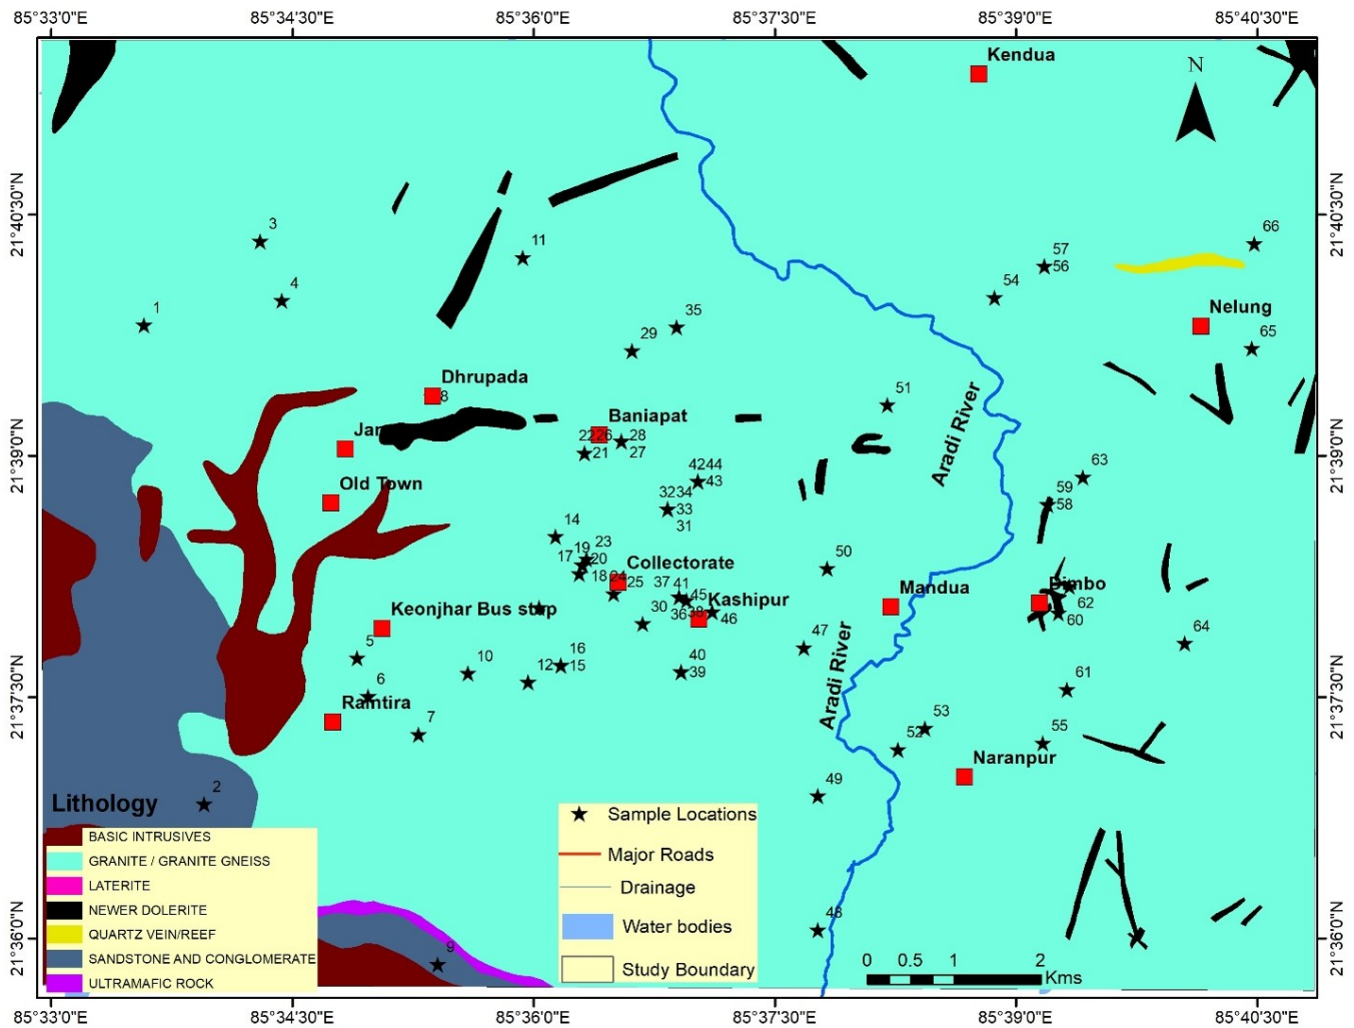 85°33'0"E 85°34'30"E 85°36'0"E 85°37'30"E 85°39'0"E 85°40'30"E
Kendua
N
21°40'30"N 21°40'30"N
3
66
11
57
56
4
54
1
Nelung
35
65
29
Dhrupada
8
51
Baniapat
2226 28
21 27
Aradi River
21°39'0"N 21°39'0"N
4244
43
63
Old Town
3234
33
31
59
58
14
23
19
17 20
50
Collectorate
18 24 25
37 41
45
Bimbo
Mandua
Kashipur
62
Keonjhar Bus stop
30 36 38 46
60
47
64
5
16
40
10
12 15
39
61
6
21°37'30"N 21°37'30"N
Aradi River
Raintira
7
53
52
55
Naranpur
2
49
Lithology
BASIC INTRUSIVES
GRANITE / GRANITE GNEISS
LATERITE
NEWER DOLERITE
QUARTZ VEIN/REEF
SANDSTONE AND CONGLOMERATE
ULTRAMAFIC ROCK
Sample Locations
Major Roads
Drainage
Water bodies
Study Boundary
48
9
21°36'0"N 21°36'0"N
0 0.5 1 2
Kms
85°33'0"E 85°34'30"E 85°36'0"E 85°37'30"E 85°39'0"E 85°40'30"E